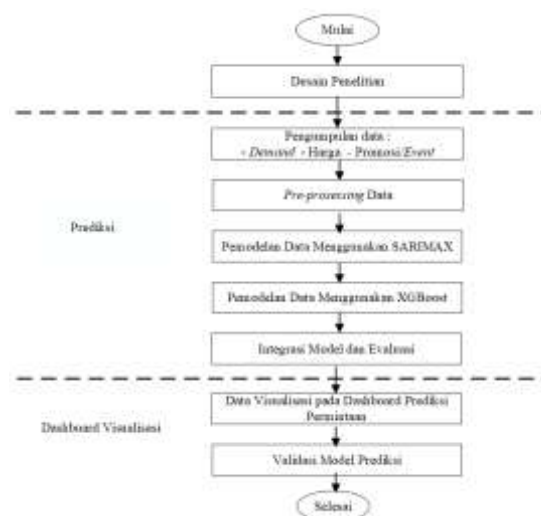 Mulai
Desain Penelitian
Pengumpulan data :
- Demand - Harga - Promosi/Event
Pre-processing Data
Prediksi
Pemodelan Data Menggunakan SARIMAX
Pemodelan Data Menggunakan XGBoost
Integrasi Model dan Evaluasi
Data Visualisasi pada Dashboard Prediksi
Permintaan
Dashboard Visualisasi
Validasi Model Prediksi
Selesai